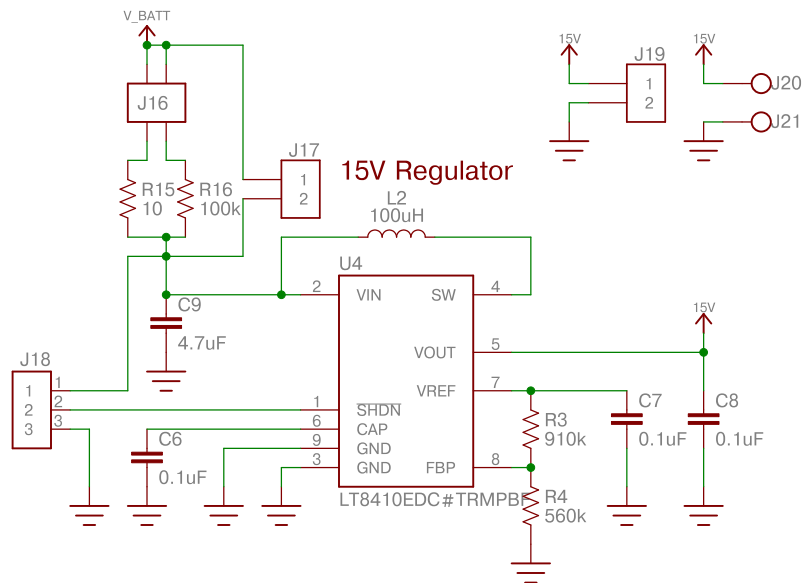 V_BATT
15V
15V
J19
J16
1
2
J20
J21
J17
1
2
15V Regulator
R15
10
R16
100k
L2
100uH
U4
2
VIN
SW
4
C9
4.7uF
15V
VOUT
5
J18
1
2
3
1
2
3
VREF
7
1
SHDN
6
CAP
9
GND
3
GND
FBP
8
C6
0.1uF
R3
910k
C7
0.1uF
C8
0.1uF
LT8410EDC#TRMPBF
R4
560k